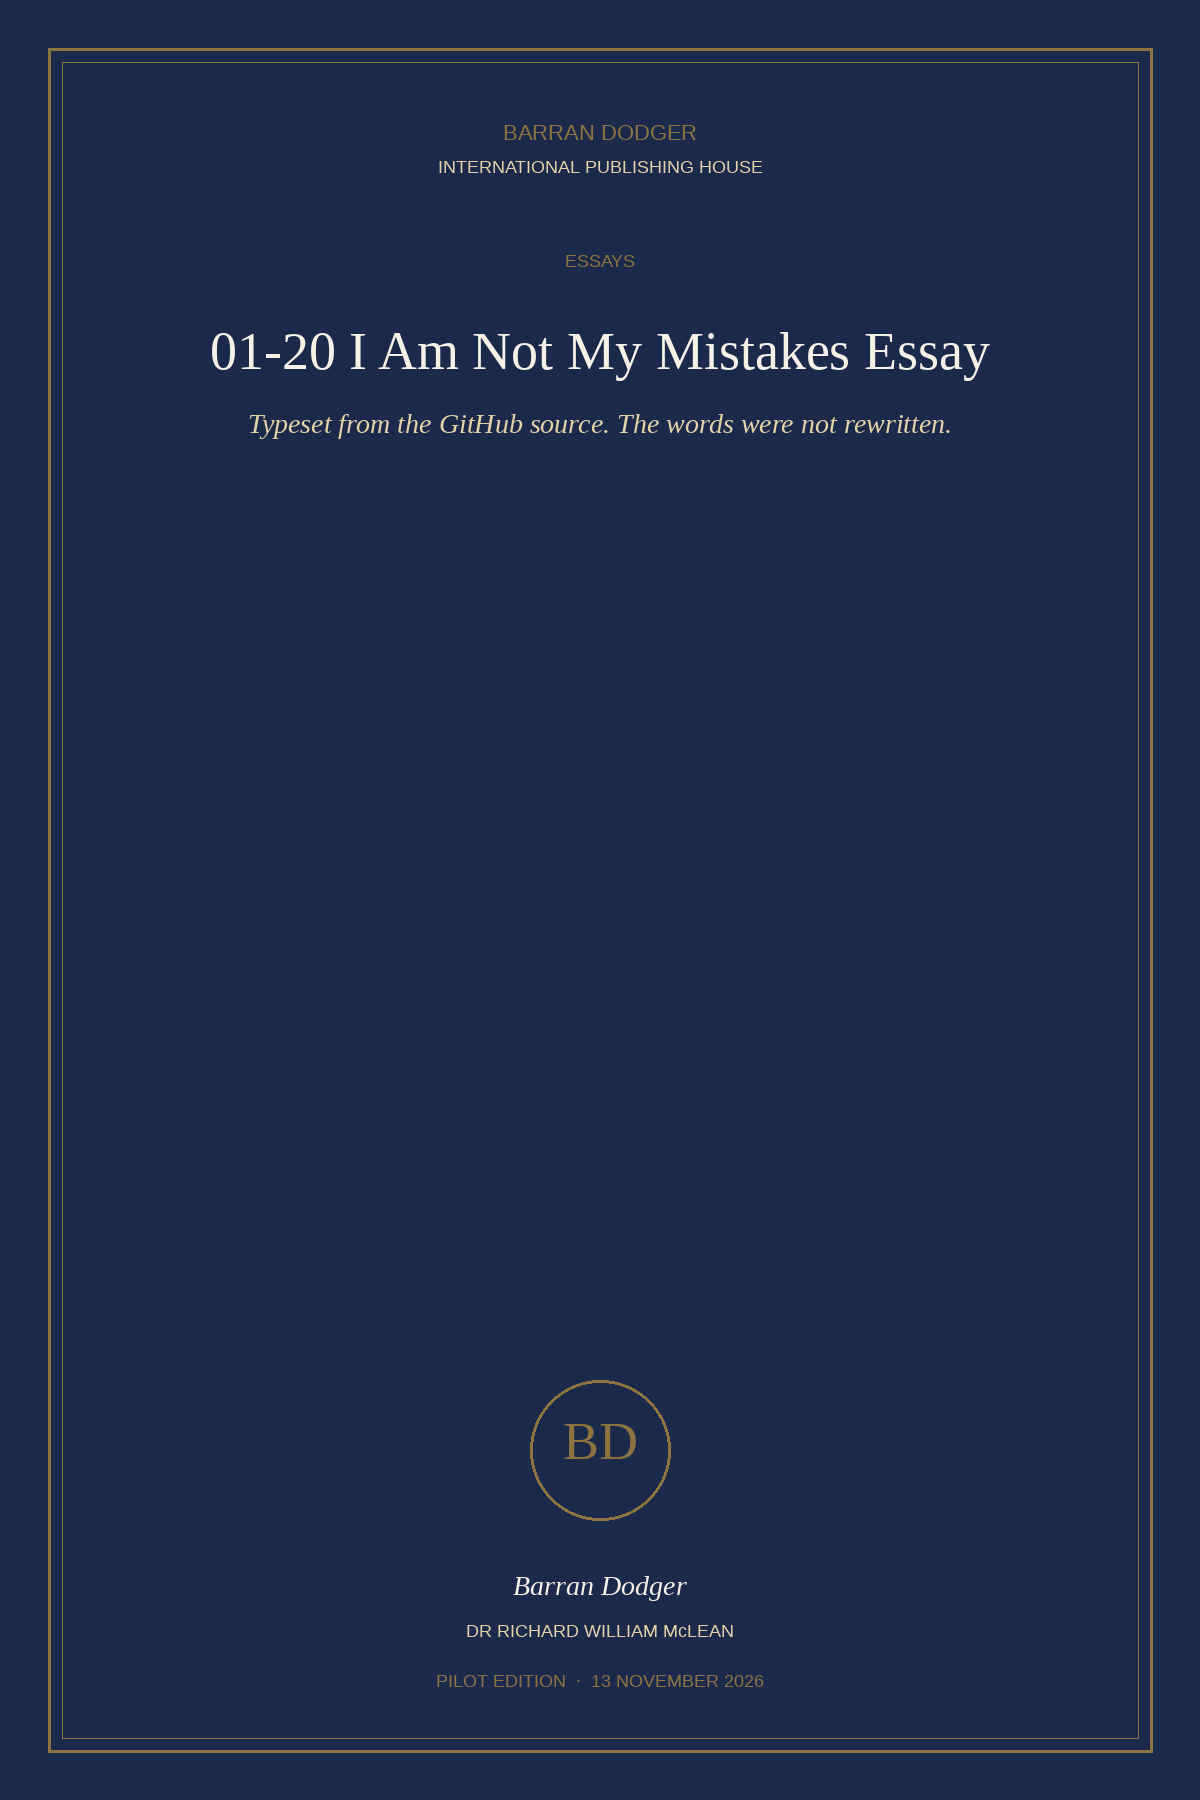 BARRAN DODGER
INTERNATIONAL PUBLISHING HOUSE
ESSAYS
01-20 I Am Not My Mistakes Essay
Typeset from the GitHub source. The words were not rewritten.
BD
Barran Dodger
DR RICHARD WILLIAM McLEAN
PILOT EDITION · 13 NOVEMBER 2026